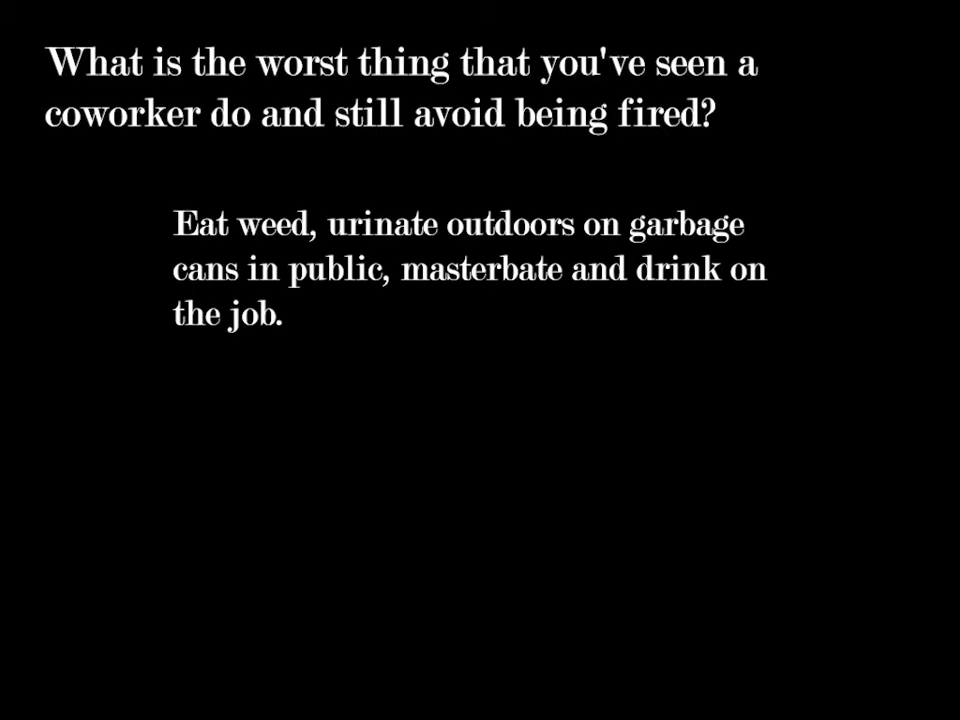 What is the worst thing that you've seen a
coworker do and still avoid being fired?
Eat weed, urinate outdoors on garbage
cans in public, masterbate and drink on
the job.